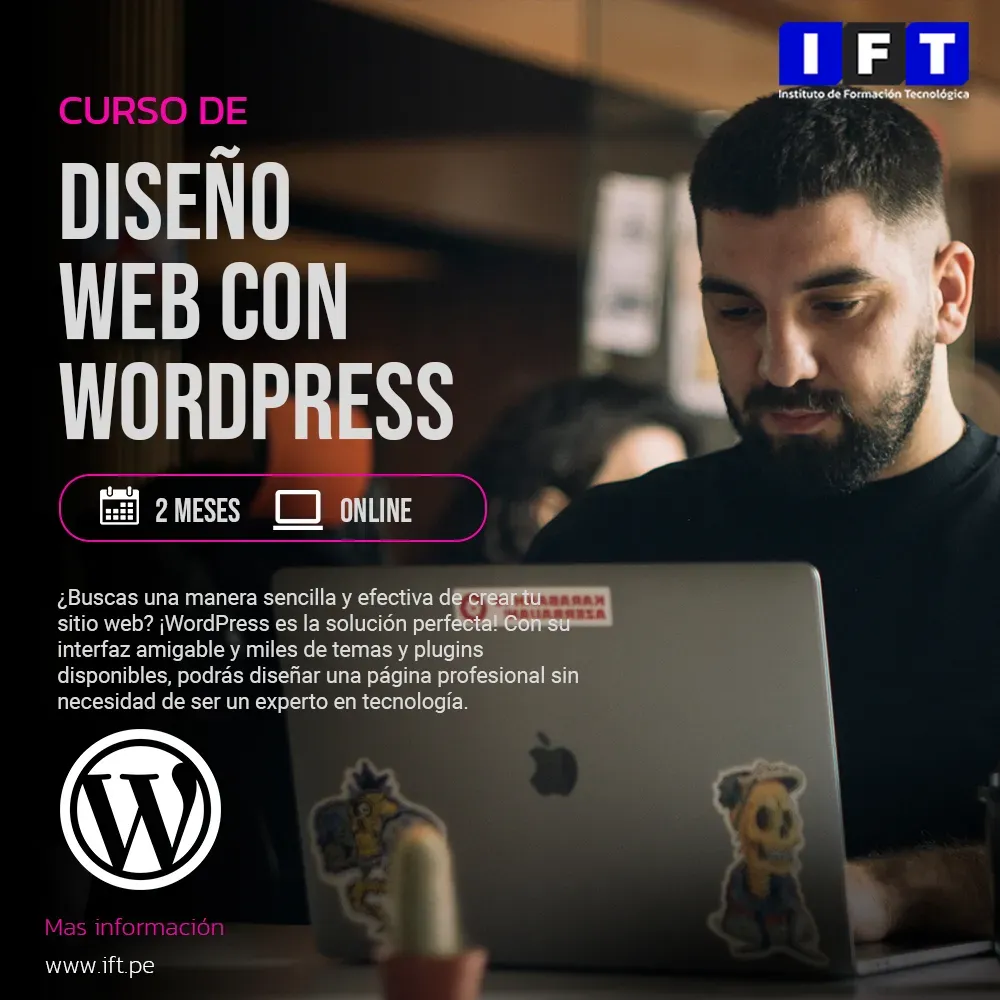 I F T
Instituto de Formación Tecnológica
CURSO DE
DISEÑO
WEB CON
WORDPRESS
2 MESES
ONLINE
¿Buscas una manera sencilla y efectiva de crear tu
sitio web? ¡WordPress es la solución perfecta! Con su
interfaz amigable y miles de temas y plugins
disponibles, podrás diseñar una página profesional sin
necesidad de ser un experto en tecnología.
KARABAKH
AZERBAIJAN
W
Mas información
www.ift.pe